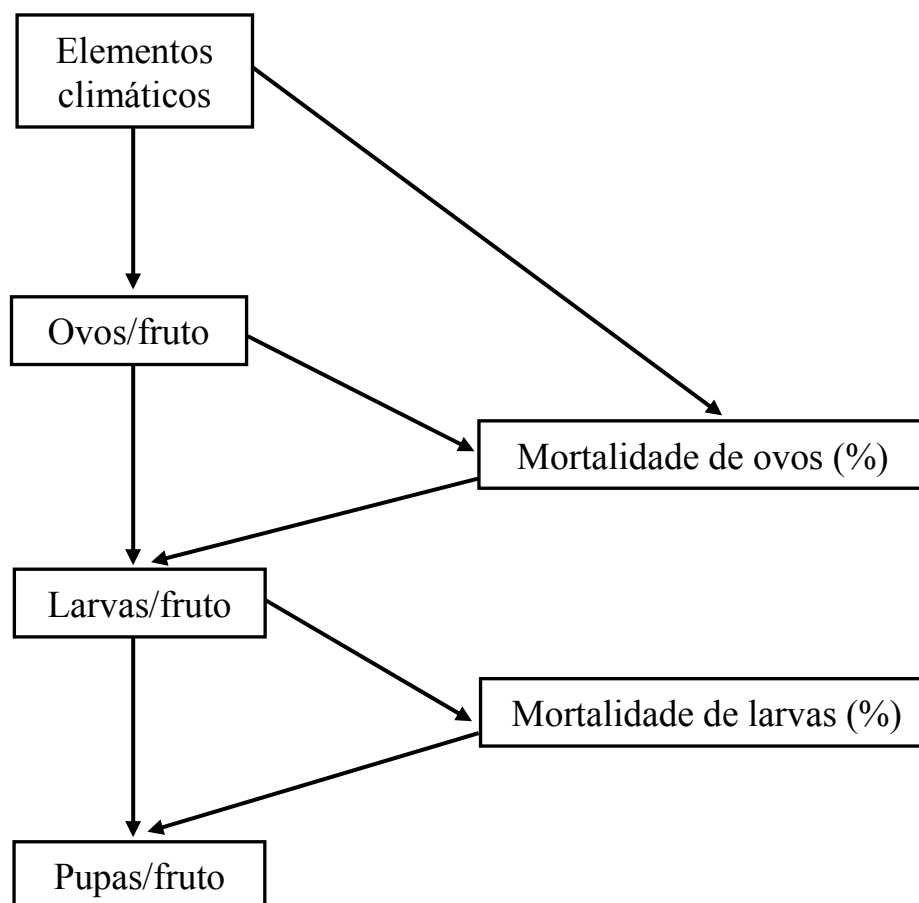 Elementos
climáticos
Ovos/fruto
Mortalidade de ovos (%)
Larvas/fruto
Mortalidade de larvas (%)
Pupas/fruto